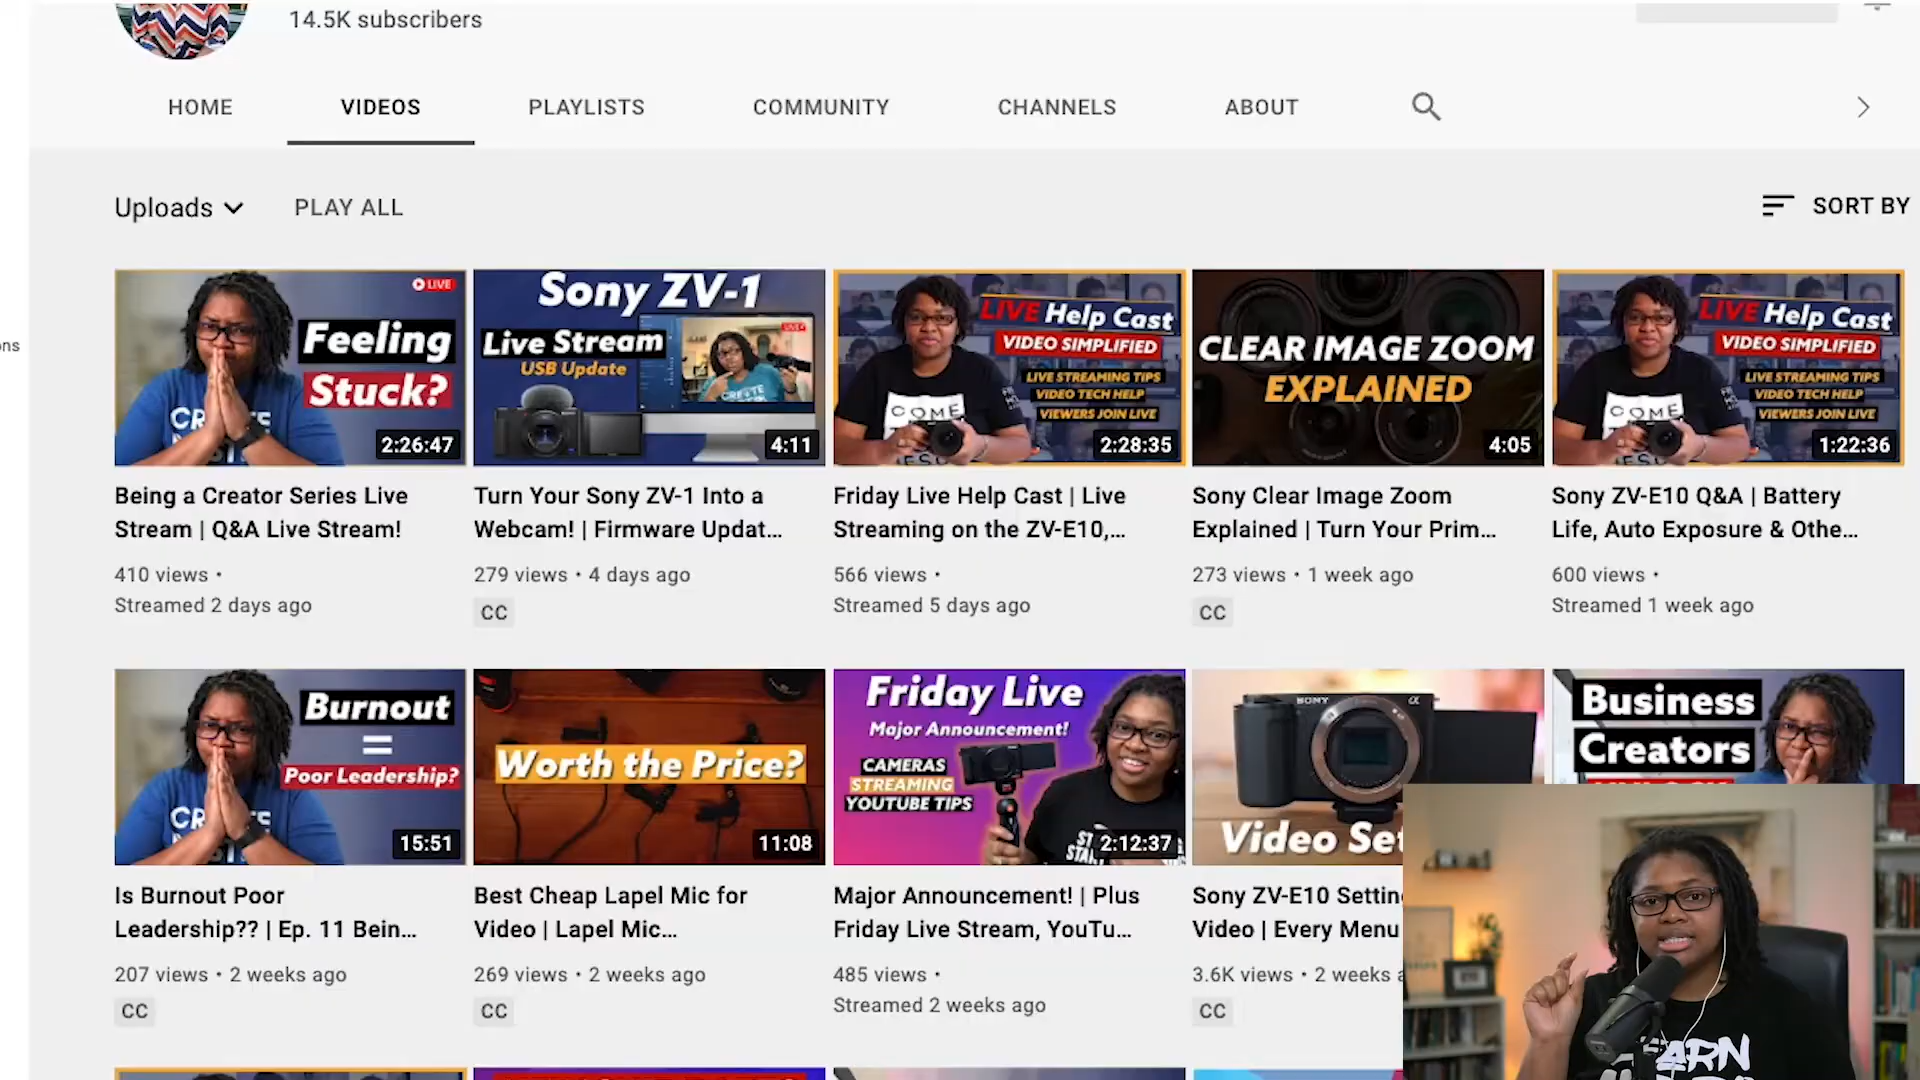 14.5K subscribers
HOME
VIDEOS
PLAYLISTS
COMMUNITY
CHANNELS
ABOUT
Uploads
PLAY ALL
SORT BY
ons
LIVE
Feeling
Stuck?
2:26:47
Sony ZV-1
Live Stream
USB Update
4:11
LIVE Help Cast
VIDEO SIMPLIFIED
LIVE STREAMING TIPS
VIDEO TECH HELP
VIEWERS JOIN LIVE
COME
2:28:35
CLEAR IMAGE ZOOM
EXPLAINED
4:05
LIVE Help Cast
VIDEO SIMPLIFIED
LIVE STREAMING TIPS
VIDEO TECH HELP
VIEWERS JOIN LIVE
COME
1:22:36
Being a Creator Series Live
Stream | Q&A Live Stream!
410 views •
Streamed 2 days ago
Turn Your Sony ZV-1 Into a
Webcam! | Firmware Updat...
279 views • 4 days ago
CC
Friday Live Help Cast | Live
Streaming on the ZV-E10,...
566 views •
Streamed 5 days ago
Sony Clear Image Zoom
Explained | Turn Your Prim...
273 views • 1 week ago
CC
Sony ZV-E10 Q&A | Battery
Life, Auto Exposure & Othe...
600 views •
Streamed 1 week ago
Burnout
=
Poor Leadership?
15:51
Worth the Price?
11:08
Friday Live
Major Announcement!
CAMERAS
STREAMING
YOUTUBE TIPS
2:12:37
SONY
α
Video Set
Business
Creators
Is Burnout Poor
Leadership?? | Ep. 11 Bein...
207 views • 2 weeks ago
CC
Best Cheap Lapel Mic for
Video | Lapel Mic...
269 views • 2 weeks ago
CC
Major Announcement! | Plus
Friday Live Stream, YouTu...
485 views •
Streamed 2 weeks ago
Sony ZV-E10 Settin
Video | Every Menu
3.6K views • 2 weeks a
CC